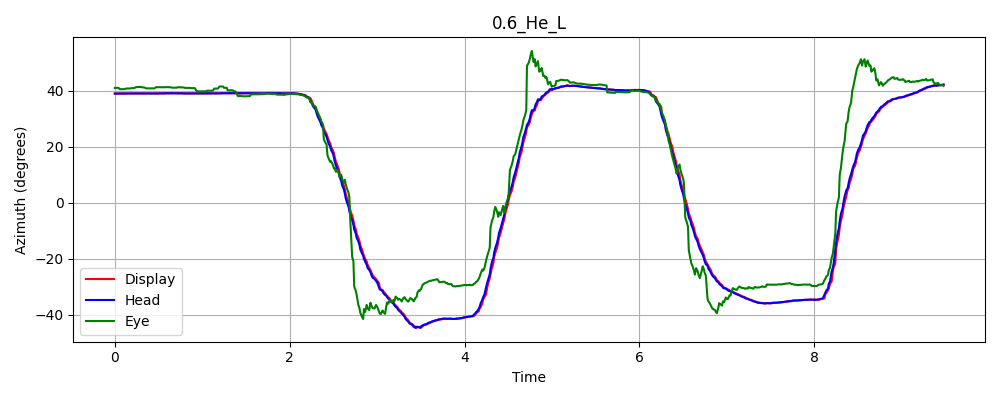 0.6_He_L
Azimuth (degrees)
40
20
0
−20
−40
Display
Head
Eye
0 2 4 6 8
Time